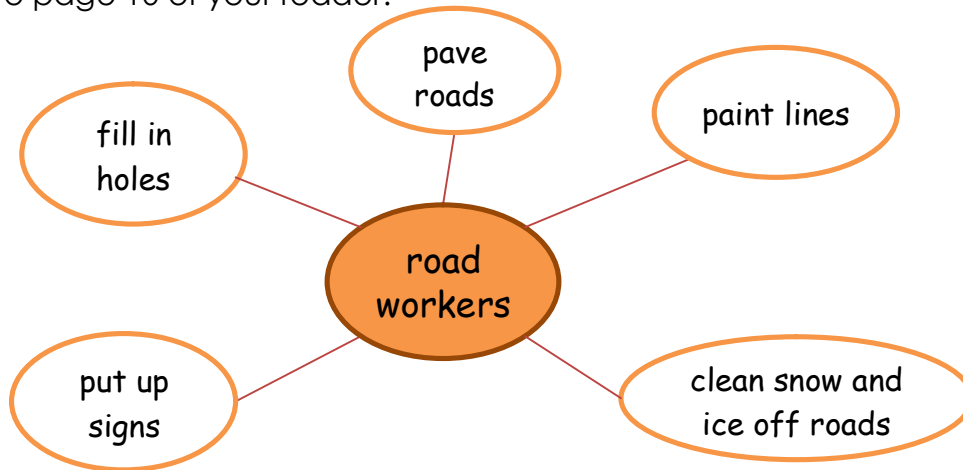 pave
roads
paint lines
fill in
holes
road
workers
put up
signs
clean snow and
ice off roads